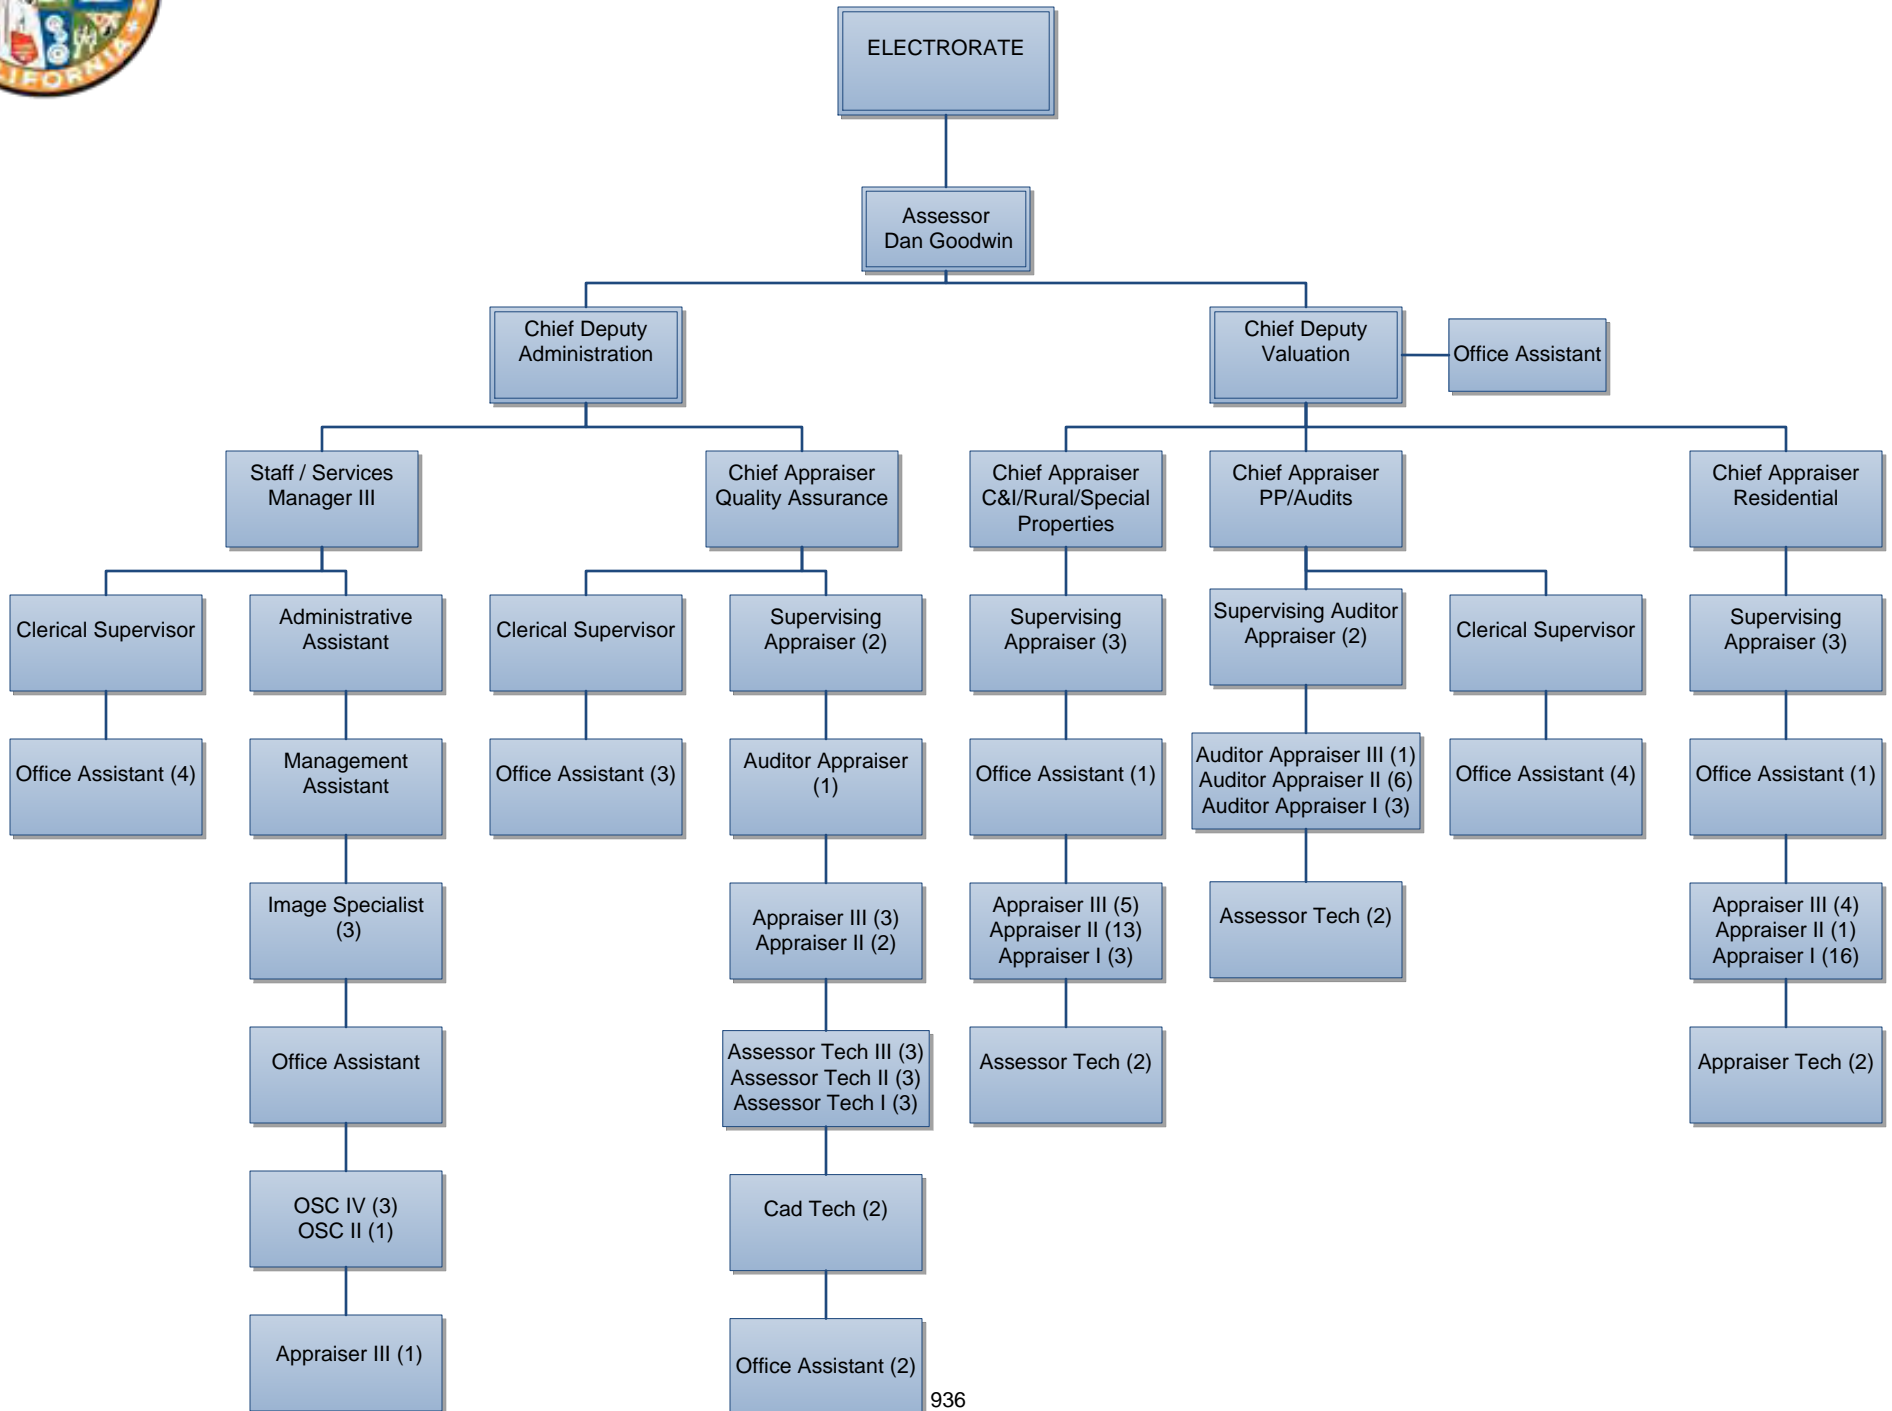 LIFORNIA
ELECTRORATE
Assessor
Dan Goodwin
Chief Deputy
Administration
Chief Deputy
Valuation
Office Assistant
Staff / Services
Manager III
Chief Appraiser
Quality Assurance
Chief Appraiser
C&I/Rural/Special
Properties
Chief Appraiser
PP/Audits
Chief Appraiser
Residential
Clerical Supervisor
Administrative
Assistant
Clerical Supervisor
Supervising
Appraiser (2)
Supervising
Appraiser (3)
Supervising Auditor
Appraiser (2)
Clerical Supervisor
Supervising
Appraiser (3)
Office Assistant (4)
Management
Assistant
Office Assistant (3)
Auditor Appraiser
(1)
Office Assistant (1)
Auditor Appraiser III (1)
Auditor Appraiser II (6)
Auditor Appraiser I (3)
Office Assistant (4)
Office Assistant (1)
Image Specialist
(3)
Appraiser III (3)
Appraiser II (2)
Appraiser III (5)
Appraiser II (13)
Appraiser I (3)
Assessor Tech (2)
Appraiser III (4)
Appraiser II (1)
Appraiser I (16)
Office Assistant
Assessor Tech III (3)
Assessor Tech II (3)
Assessor Tech I (3)
Assessor Tech (2)
Appraiser Tech (2)
OSC IV (3)
OSC II (1)
Cad Tech (2)
Appraiser III (1)
Office Assistant (2)
936